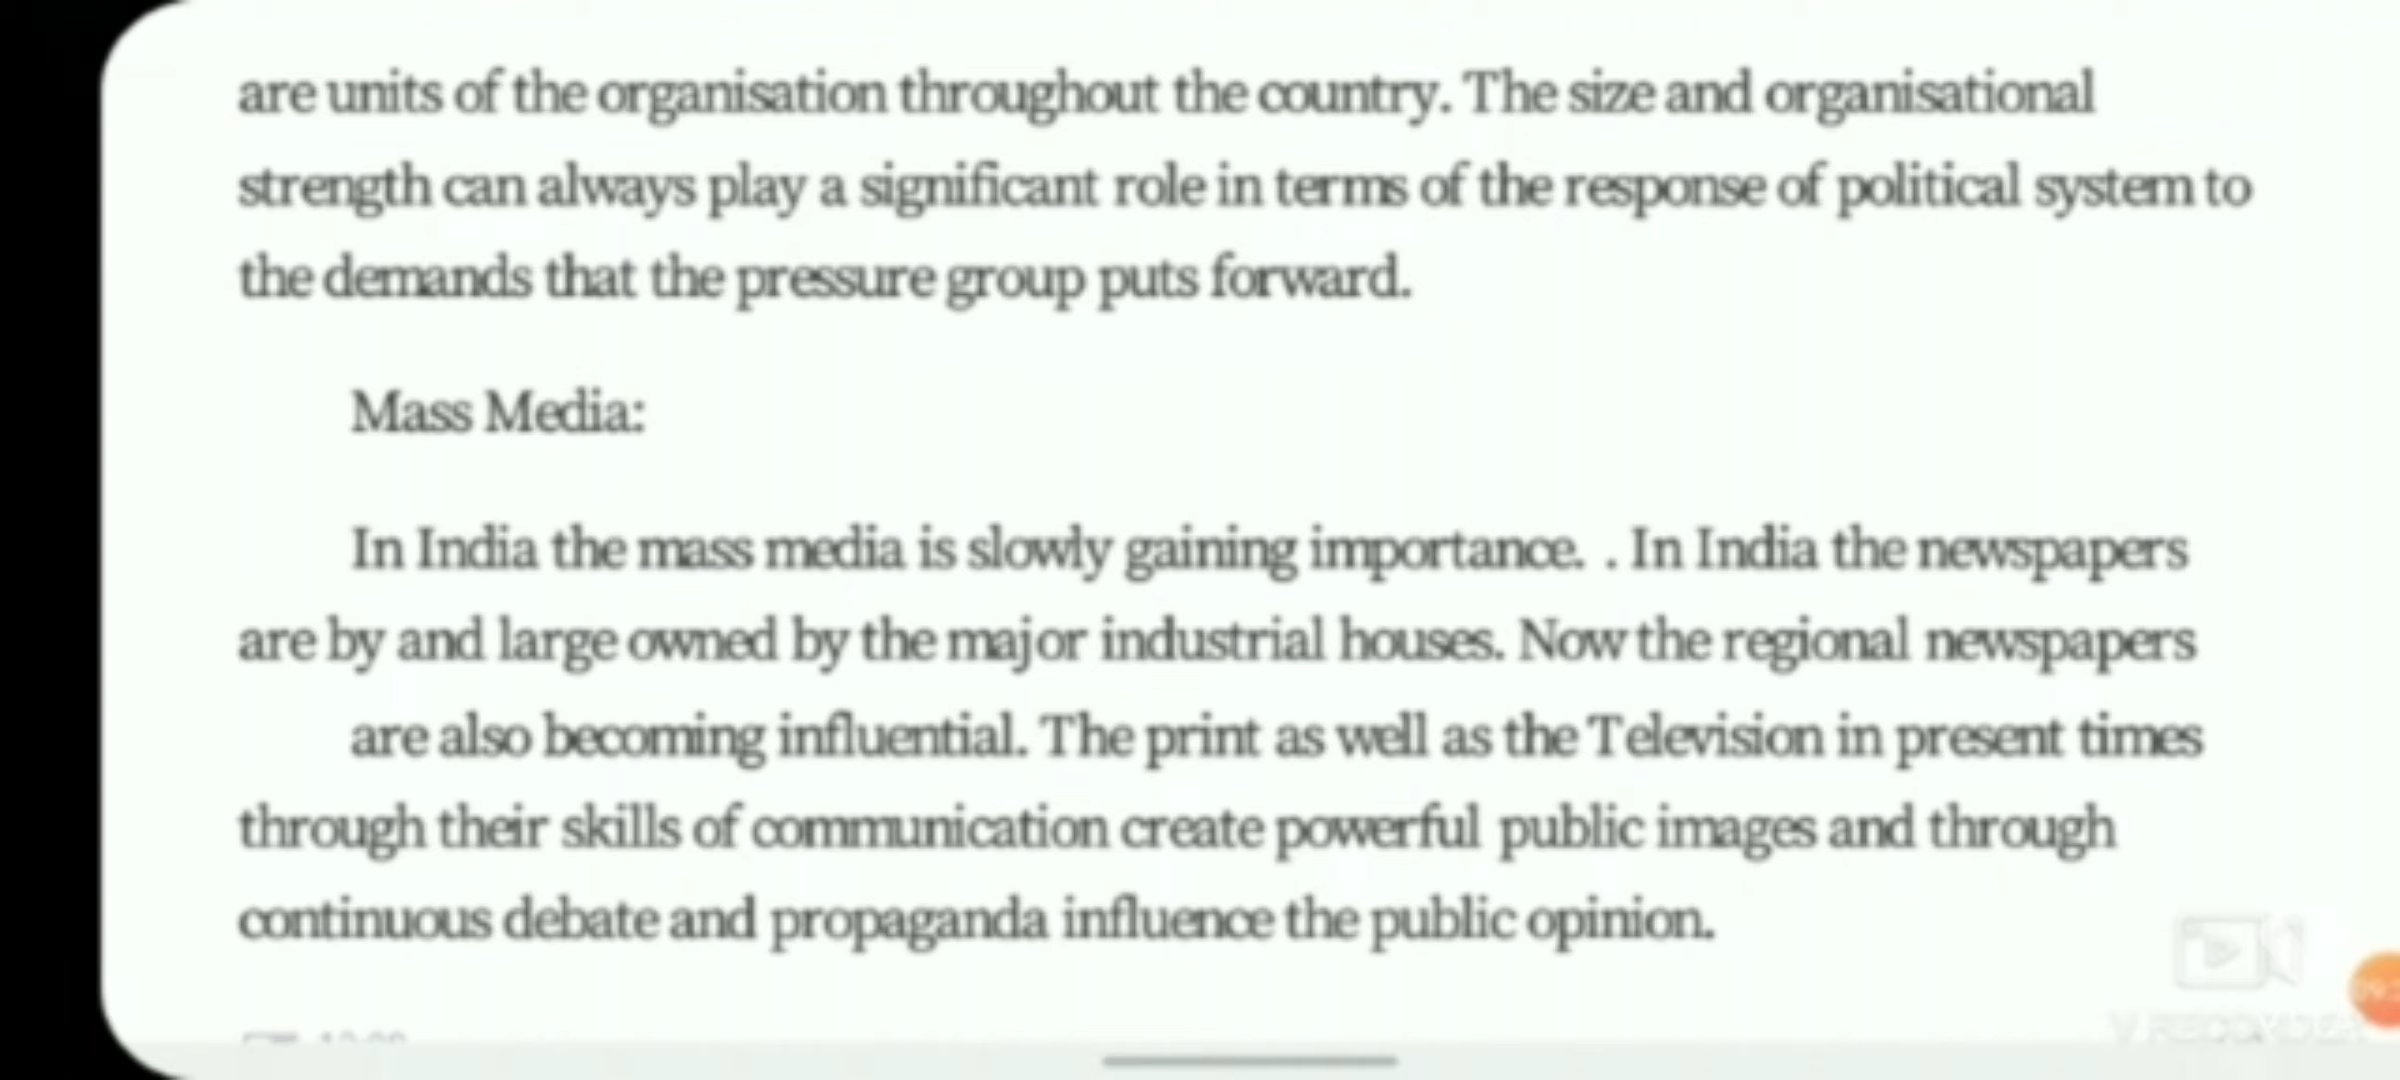 are units of the organisation throughout the country. The size and organisational
strength can always play a significant role in terms of the response of political system to
the demands that the pressure group puts forward.
Mass Media:
In India the mass media is slowly gaining importance. . In India the newspapers
are by and large owned by the major industrial houses. Now the regional newspapers
are also becoming influential. The print as well as the Television in present times
through their skills of communication create powerful public images and through
continuous debate and propaganda influence the public opinion.
V RECORDER